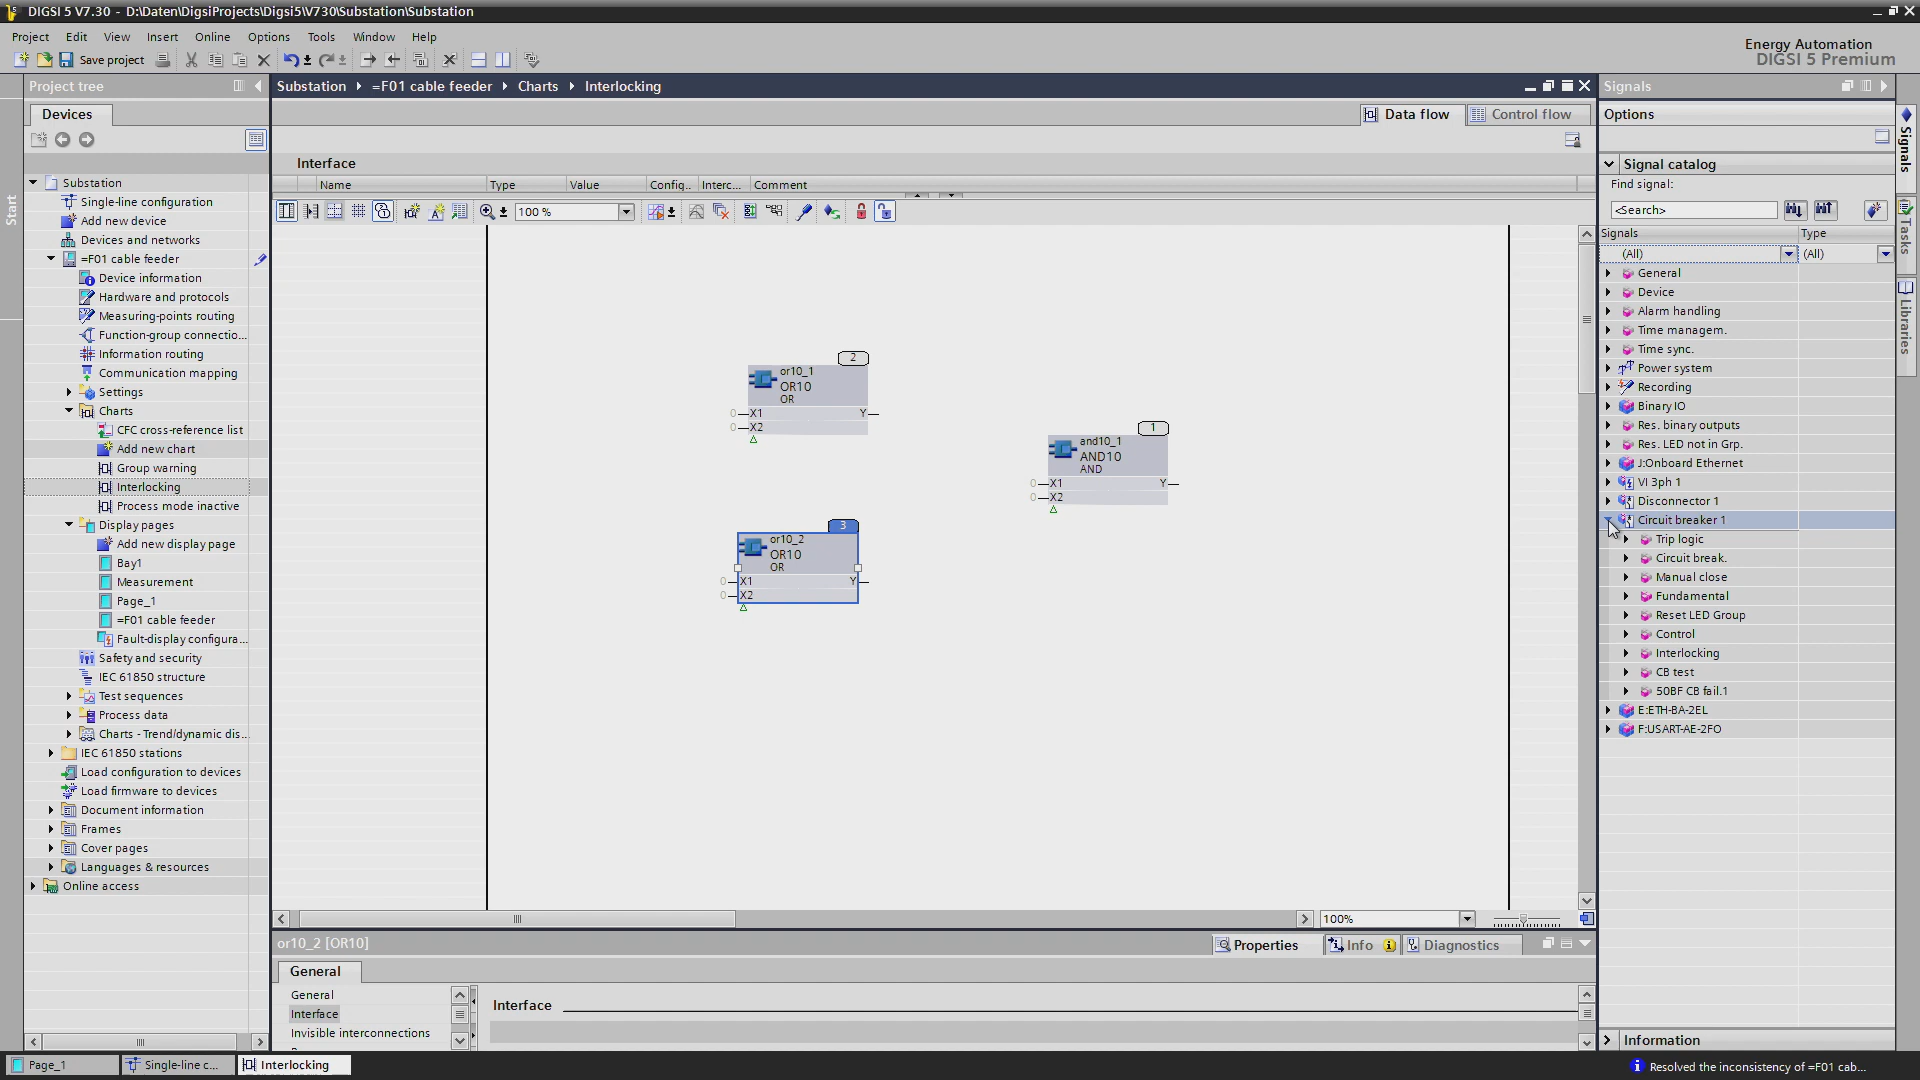 DIGSI 5 V7.30 - D:\Daten\DigsiProjects\Digsi5\V730\Substation\Substation
Project Edit View Insert Online Options Tools Window Help
Save project
Energy Automation
DIGSI 5 Premium
Project tree
Devices
Start
Substation
Single-line configuration
Add new device
Devices and networks
=F01 cable feeder
Device information
Hardware and protocols
Measuring-points routing
Function-group connectio...
Information routing
Communication mapping
Settings
Charts
CFC cross-reference list
Add new chart
Group warning
Interlocking
Process mode inactive
Display pages
Add new display page
Bay1
Measurement
Page_1
=F01 cable feeder
Fault-display configura...
Safety and security
IEC 61850 structure
Test sequences
Process data
Charts - Trend/dynamic dis...
IEC 61850 stations
Load configuration to devices
Load firmware to devices
Document information
Frames
Cover pages
Languages & resources
Online access
Substation =F01 cable feeder Charts Interlocking
Data flow Control flow
Interface
Name Type Value Config.. Interc... Comment
100 %
2
or10_1
OR10
OR
0 X1 Y
0 X2
1
and10_1
AND10
AND
0 X1 Y
0 X2
3
or10_2
OR10
OR
0 X1 Y
0 X2
100%
or10_2 [OR10]
Properties Info Diagnostics
General
General
Interface
Invisible interconnections
Interface
Signals
Options
Signal catalog
Find signal:
<Search>
Signals Type
(All) (All)
General
Device
Alarm handling
Time managem.
Time sync.
Power system
Recording
Binary IO
Res. binary outputs
Res. LED not in Grp.
J:Onboard Ethernet
VI 3ph 1
Disconnector 1
Circuit breaker 1
Trip logic
Circuit break.
Manual close
Fundamental
Reset LED Group
Control
Interlocking
CB test
50BF CB fail.1
E:ETH-BA-2EL
F:USART-AE-2FO
Information
Signals
Tasks
Libraries
Page_1 Single-line c... Interlocking
Resolved the inconsistency of =F01 cab...